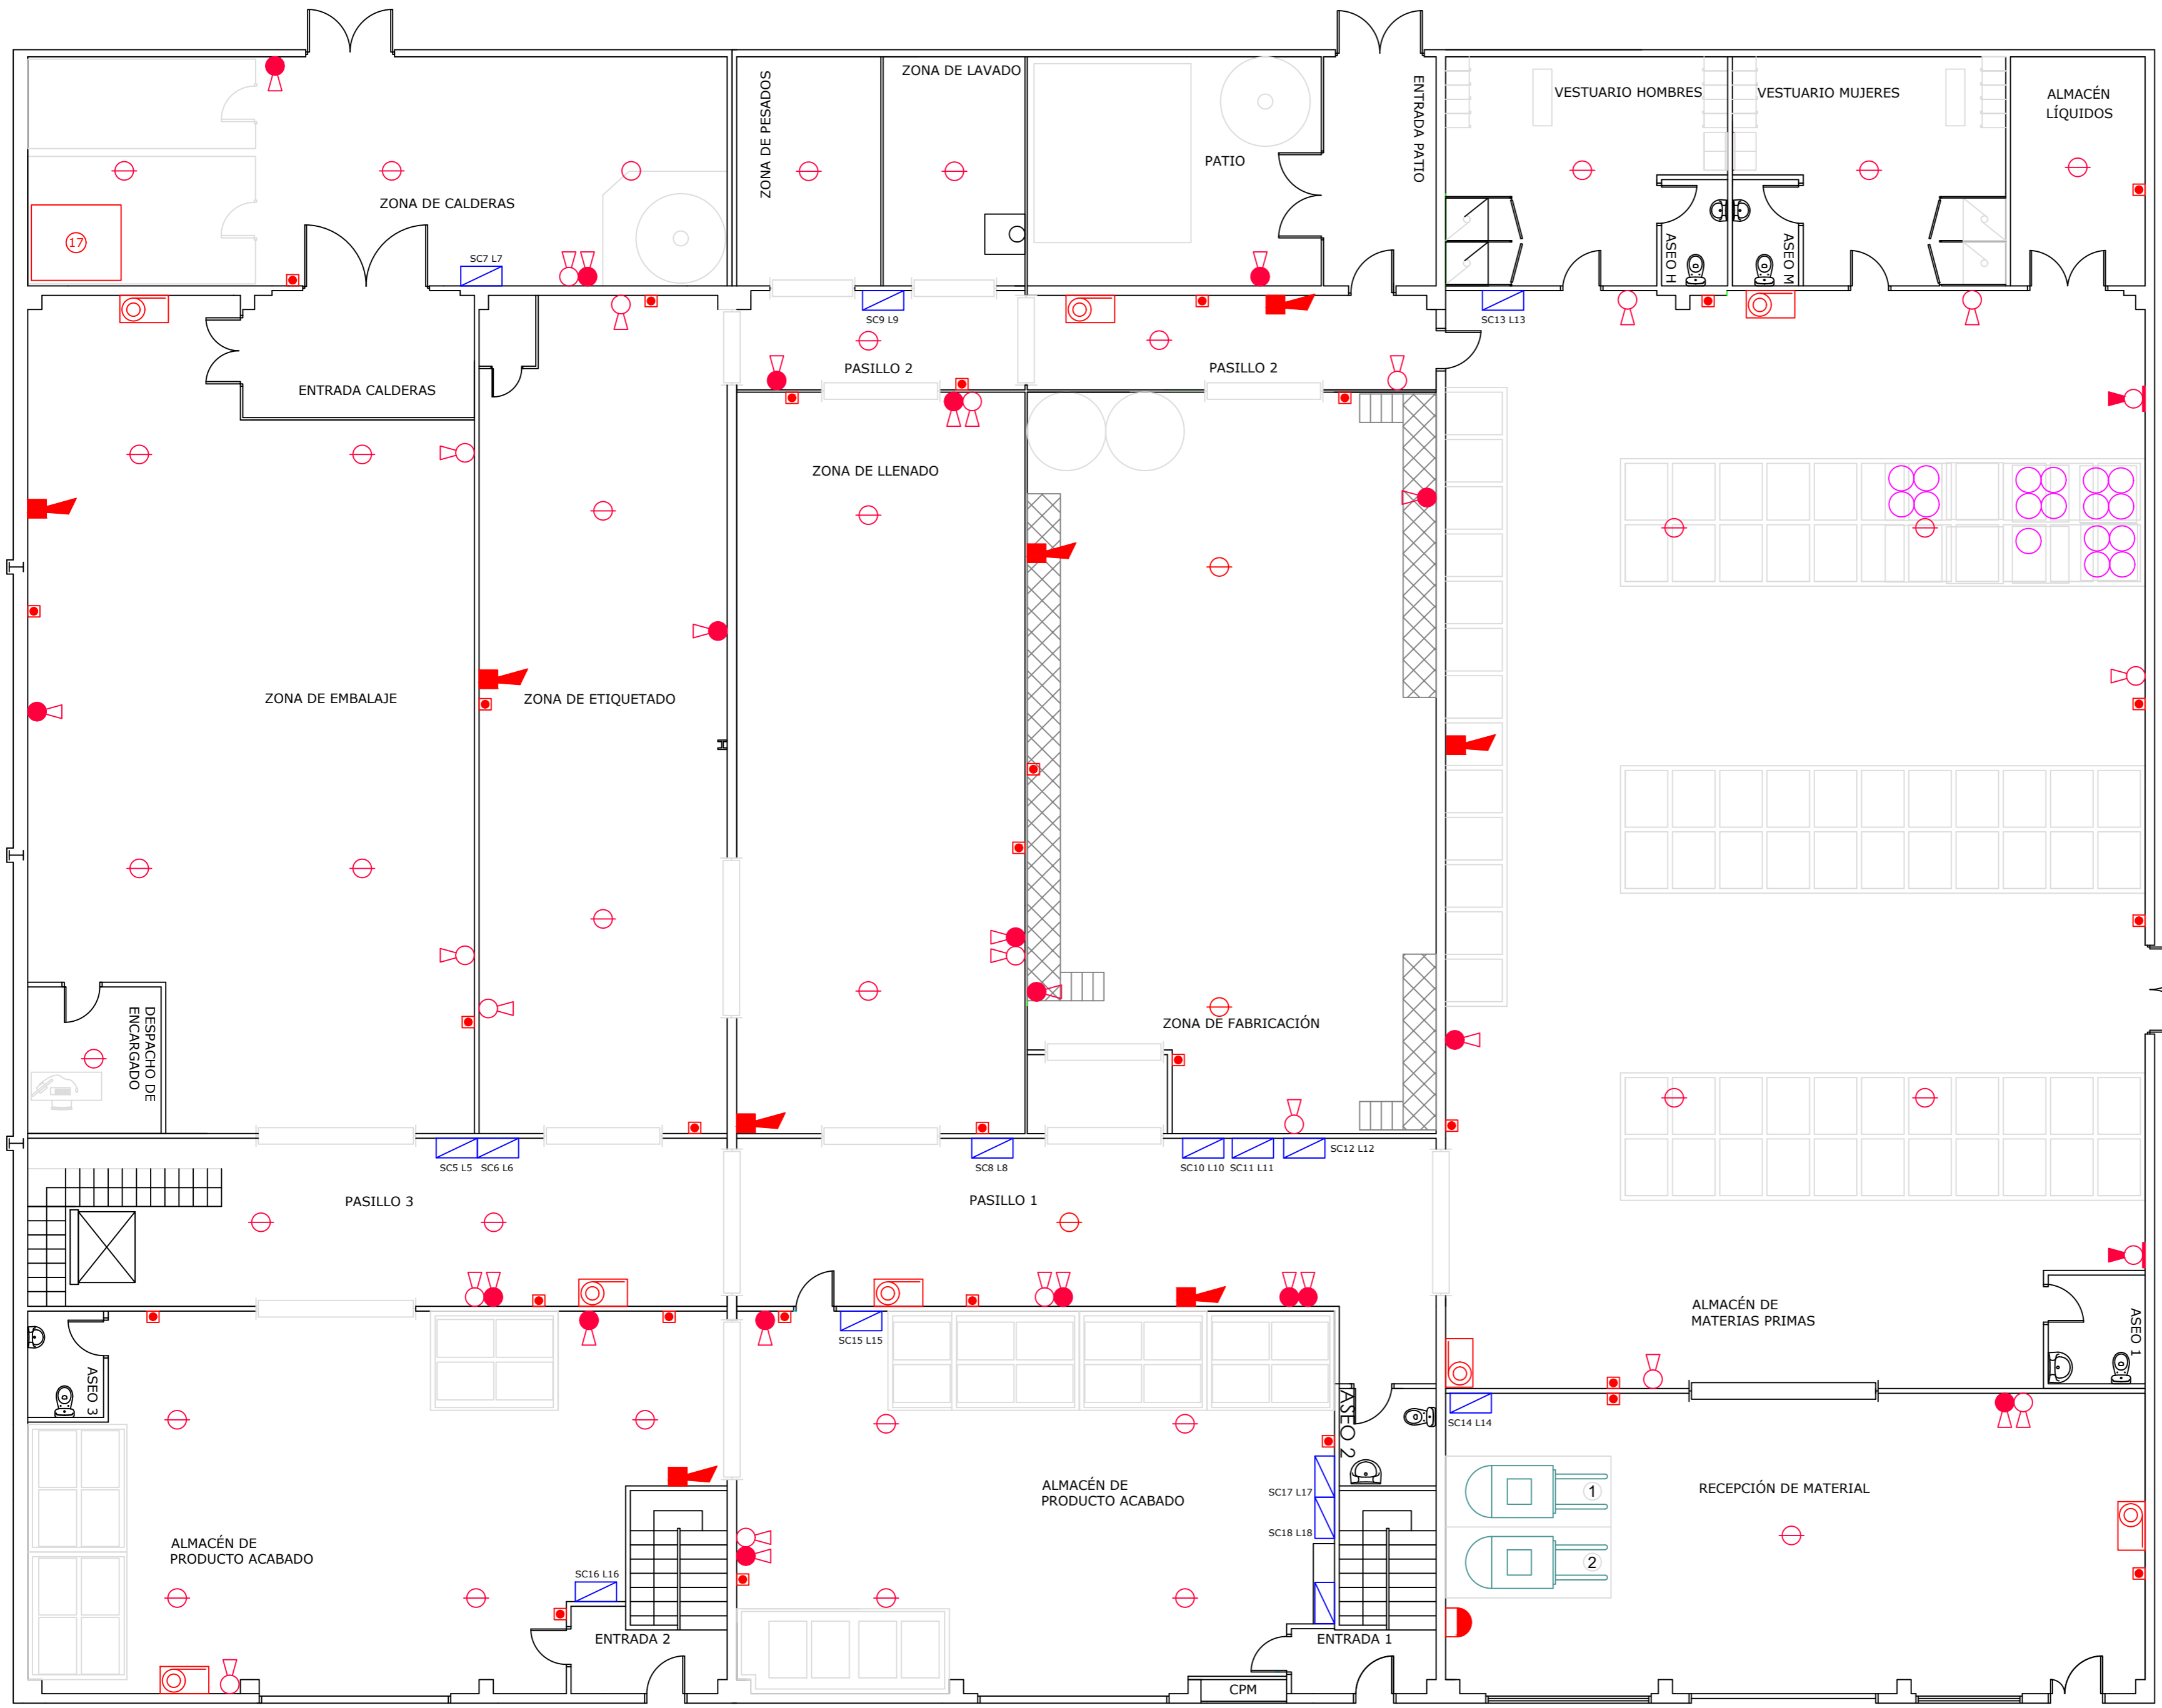 ZONA DE PESADOS
ZONA DE LAVADO
ENTRADA PATIO
VESTUARIO HOMBRES
VESTUARIO MUJERES
ALMACÉN
LÍQUIDOS
PATIO
ZONA DE CALDERAS
17
ASEO H
ASEO M
SC7 L7
SC9 L9
SC13 L13
PASILLO 2
PASILLO 2
ENTRADA CALDERAS
ZONA DE LLENADO
ZONA DE EMBALAJE
ZONA DE ETIQUETADO
DESPACHO DE
ENCARGADO
ZONA DE FABRICACIÓN
SC5 L5
SC6 L6
SC8 L8
SC10 L10
SC11 L11
SC12 L12
PASILLO 3
PASILLO 1
ALMACÉN DE
MATERIAS PRIMAS
ASEO 1
SC15 L15
ASEO 3
ASEO 2
SC14 L14
SC17 L17
SC18 L18
ALMACÉN DE
PRODUCTO ACABADO
RECEPCIÓN DE MATERIAL
1
2
ALMACÉN DE
PRODUCTO ACABADO
SC16 L16
ENTRADA 2
ENTRADA 1
CPM